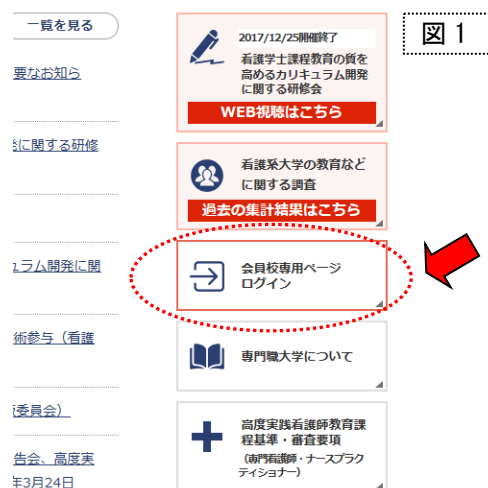 一覧を見る
要なお知ら
に関する研修
ュラム開発に関
術参与（看護
委員会）
告会、高度実
年3月24日
2017/12/25開催終了
看護学士課程教育の質を
高めるカリキュラム開発
に関する研修会
WEB視聴はこちら
看護系大学の教育など
に関する調査
過去の集計結果はこちら
会員校専用ページ
ログイン
専門職大学について
高度実践看護師教育課
程基準・審査要項
（専門看護師・ナースプラク
ティショナー）
図1